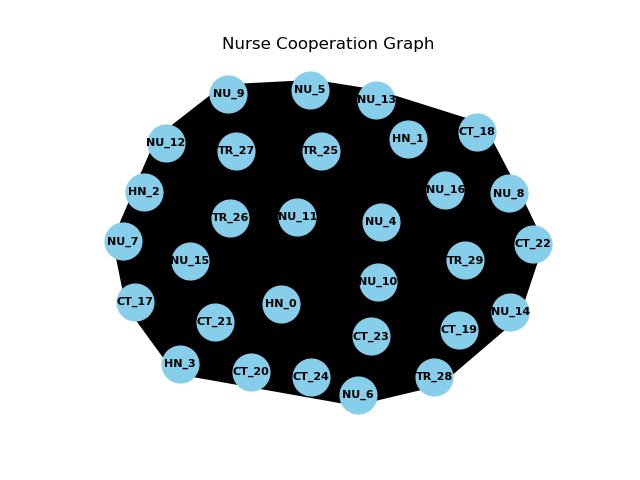 Nurse Cooperation Graph
NU_9
NU_5
NU_13
CT_18
HN_1
NU_12
TR_27
TR_25
HN_2
NU_16
NU_8
TR_26
NU_11
NU_4
NU_7
CT_22
NU_15
TR_29
NU_10
CT_17
HN_0
NU_14
CT_21
CT_23
CT_19
HN_3
CT_20
CT_24
TR_28
NU_6